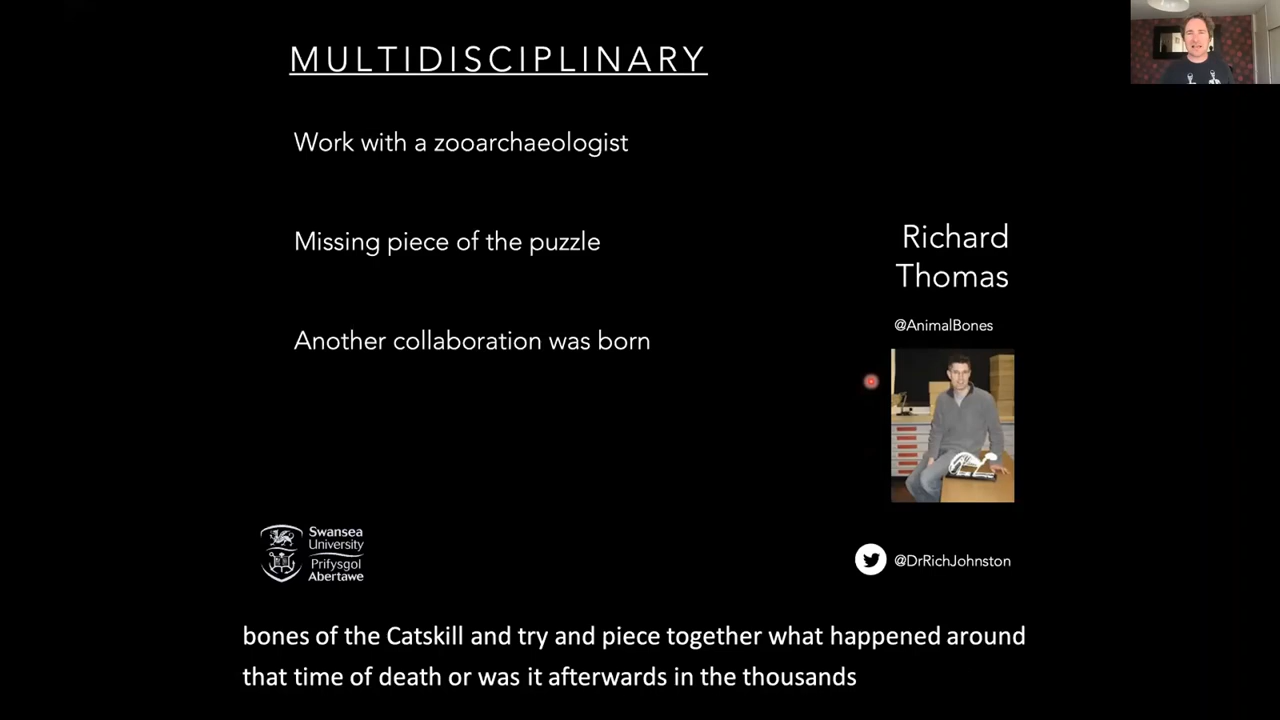 MULTIDISCIPLINARY
Work with a zooarchaeologist
Missing piece of the puzzle
Another collaboration was born
Richard
Thomas
@AnimalBones
Swansea
University
Prifysgol
Abertawe
@DrRichJohnston
bones of the Catskill and try and piece together what happened around
that time of death or was it afterwards in the thousands